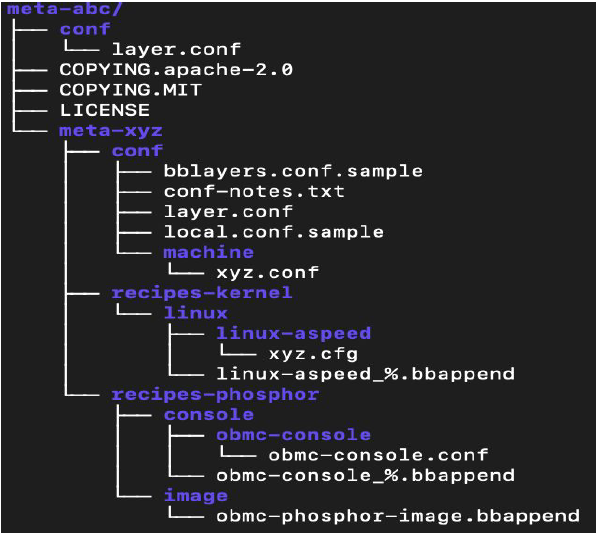 meta-abc/
├── conf
│   └── layer.conf
├── COPYING.apache-2.0
├── COPYING.MIT
├── LICENSE
└── meta-xyz
    ├── conf
    │   ├── bblayers.conf.sample
    │   ├── conf-notes.txt
    │   ├── layer.conf
    │   ├── local.conf.sample
    │   └── machine
    │       └── xyz.conf
    ├── recipes-kernel
    │   └── linux
    │       ├── linux-aspeed
    │       │   └── xyz.cfg
    │       └── linux-aspeed_%.bbappend
    └── recipes-phosphor
        ├── console
        │   ├── obmc-console
        │   │   └── obmc-console.conf
        │   └── obmc-console_%.bbappend
        └── image
            └── obmc-phosphor-image.bbappend